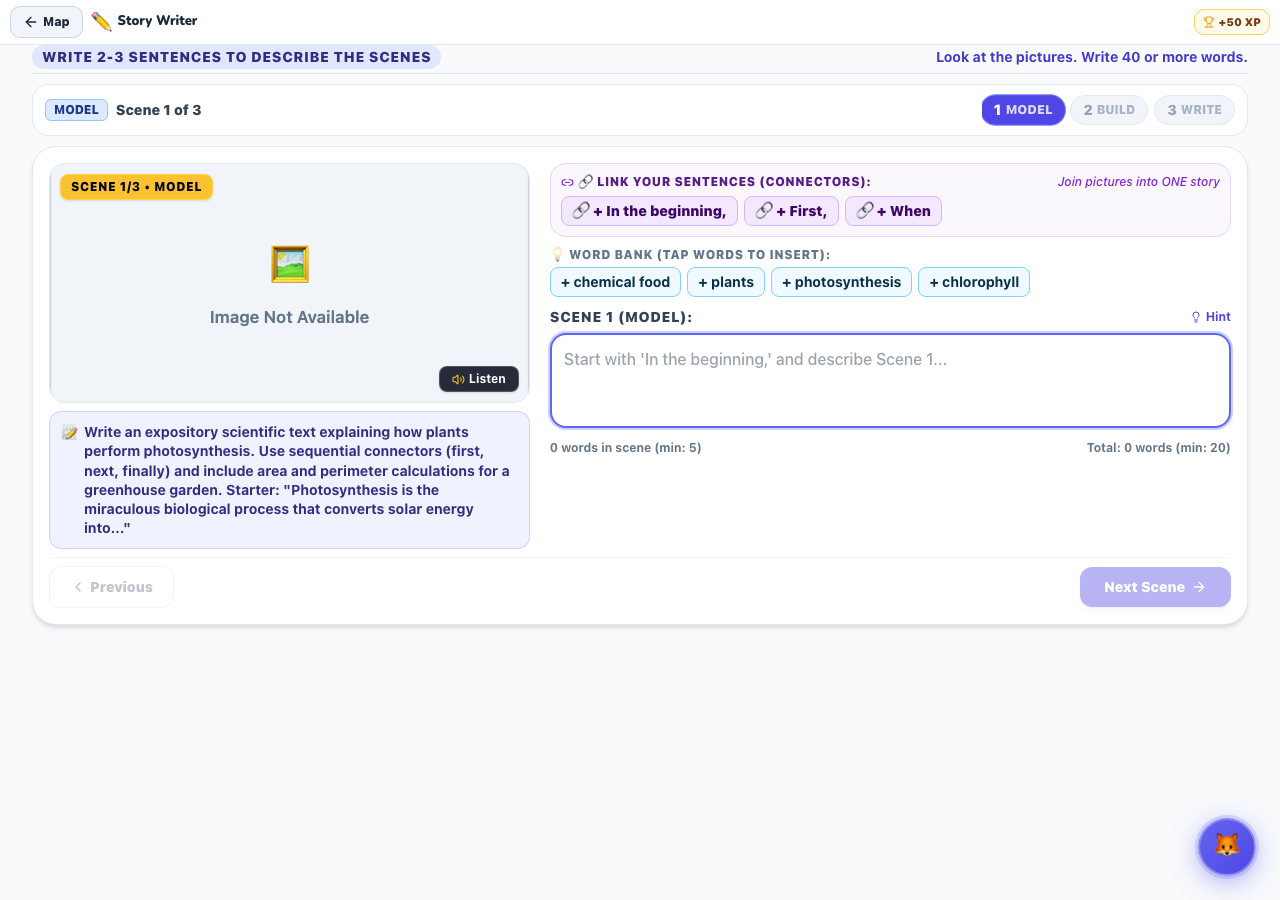 Map
Story Writer
+50 XP
WRITE 2-3 SENTENCES TO DESCRIBE THE SCENES
Look at the pictures. Write 40 or more words.
MODEL
Scene 1 of 3
1 MODEL
2 BUILD
3 WRITE
SCENE 1/3 • MODEL
Image Not Available
Listen
Write an expository scientific text explaining how plants
perform photosynthesis. Use sequential connectors (first,
next, finally) and include area and perimeter calculations for a
greenhouse garden. Starter: "Photosynthesis is the
miraculous biological process that converts solar energy
into..."
LINK YOUR SENTENCES (CONNECTORS):
Join pictures into ONE story
+ In the beginning,
+ First,
+ When
WORD BANK (TAP WORDS TO INSERT):
+ chemical food
+ plants
+ photosynthesis
+ chlorophyll
SCENE 1 (MODEL):
Hint
Start with 'In the beginning,' and describe Scene 1...
0 words in scene (min: 5)
Total: 0 words (min: 20)
Previous
Next Scene